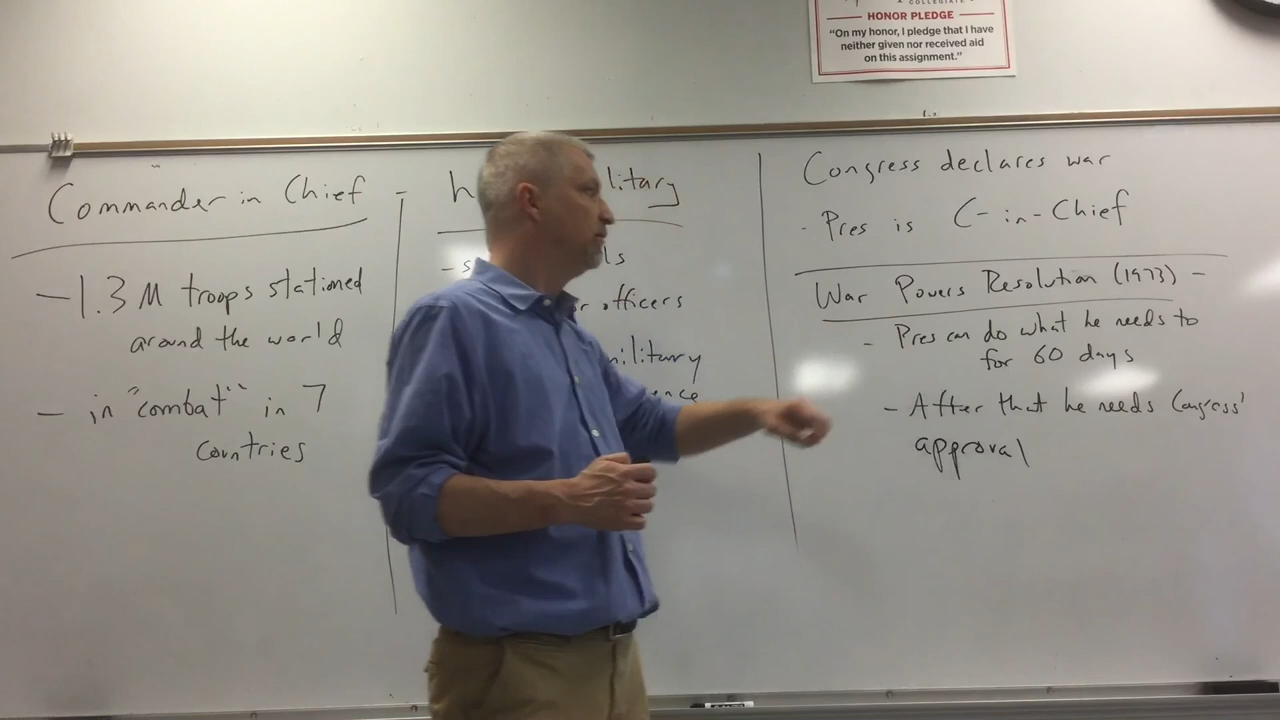 COLLEGIATE
HONOR PLEDGE
“On my honor, I pledge that I have
neither given nor received aid
on this assignment.”
Commander in Chief -
- 1.3 M troops stationed
around the world
- in "combat" in 7
countries
officers
Congress declares war
- Pres is C-in-Chief
War Powers Resolution (1973) -
- Pres can do what he needs to
for 60 days
- After that he needs Congress'
approval